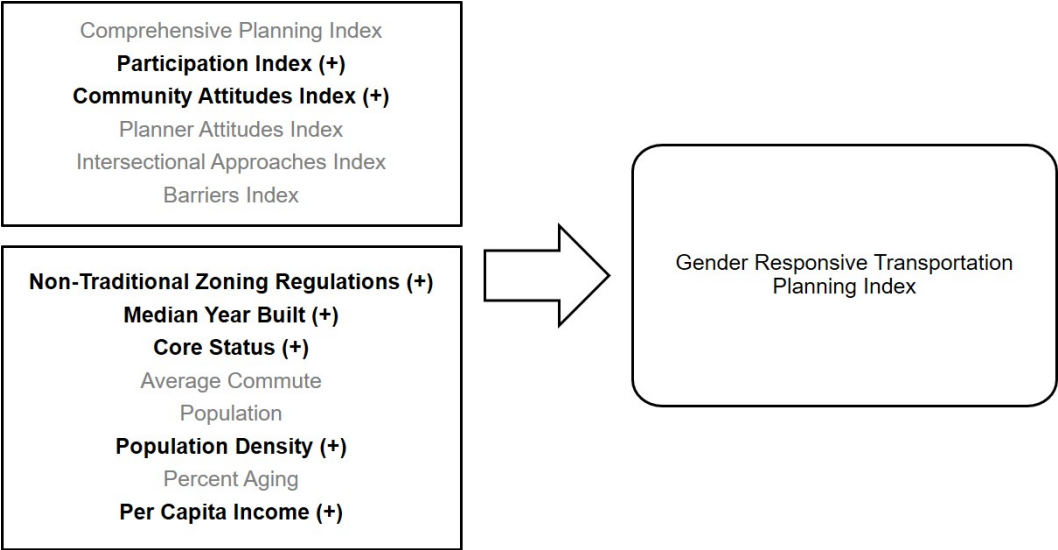 Comprehensive Planning Index
Participation Index (+)
Community Attitudes Index (+)
Planner Attitudes Index
Intersectional Approaches Index
Barriers Index
Non-Traditional Zoning Regulations (+)
Median Year Built (+)
Core Status (+)
Average Commute
Population
Population Density (+)
Percent Aging
Per Capita Income (+)
Gender Responsive Transportation
Planning Index